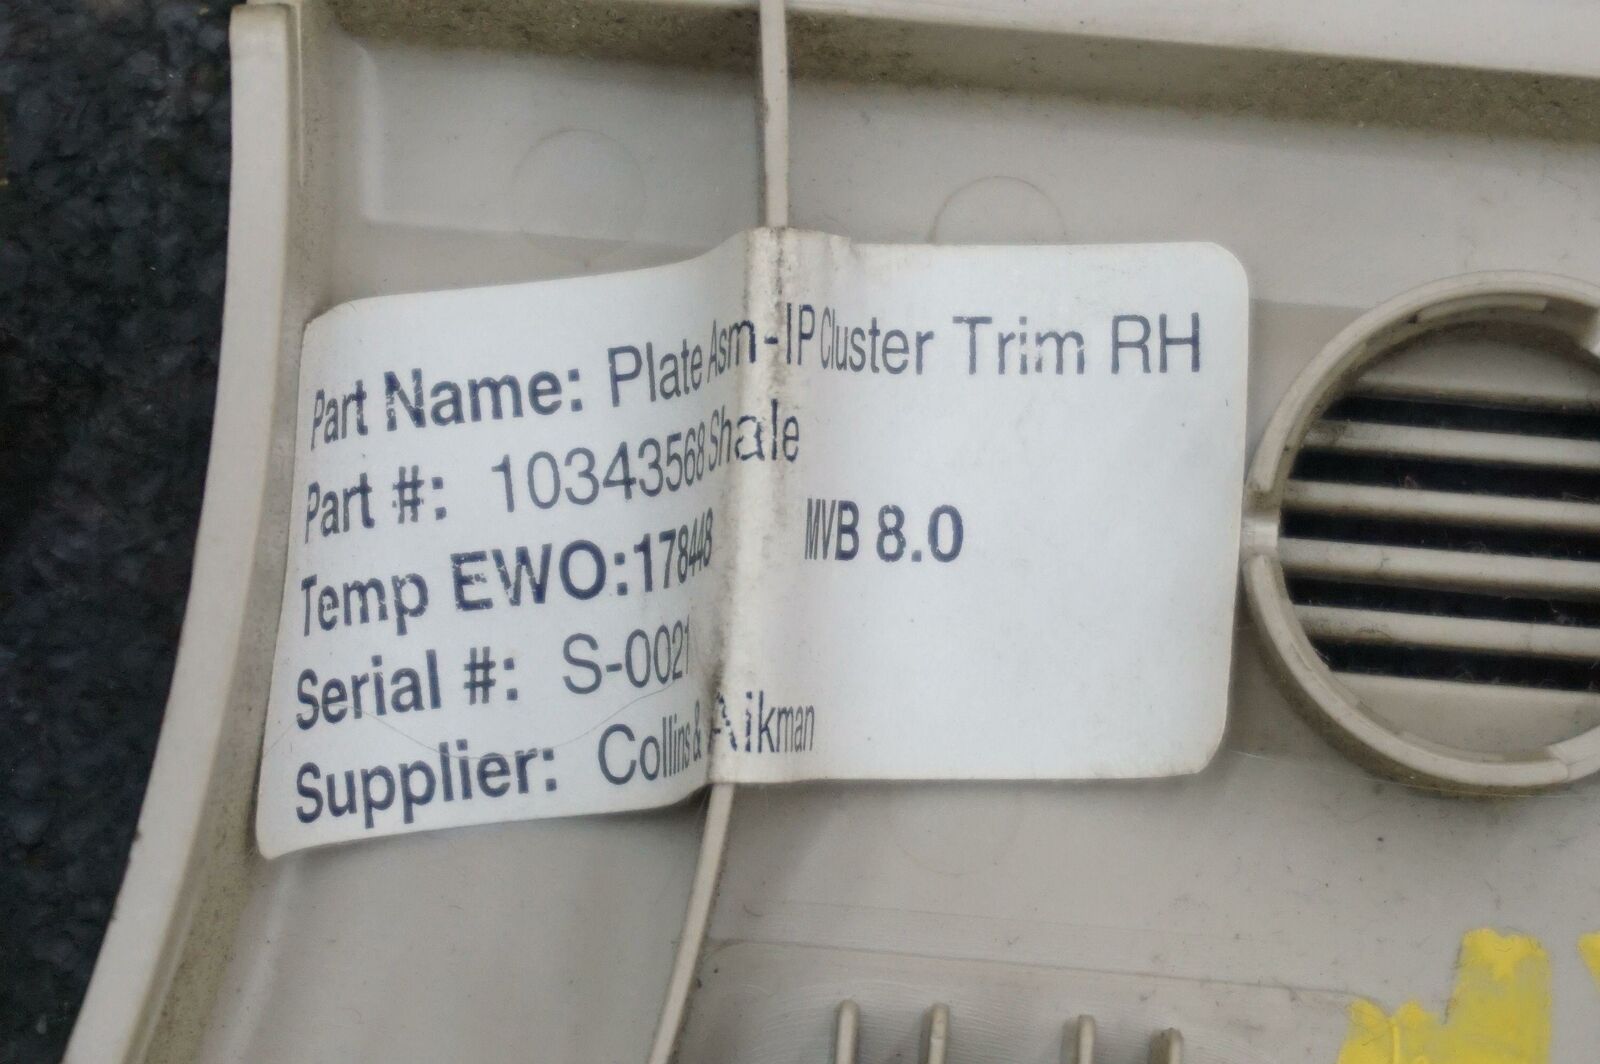 Part Name: Plate Asm - IP Cluster Trim RH
Part #: 10343568 Shale
Temp EWO:178448 MVB 8.0
Serial #: S-0021
Supplier: Collins & Aikman